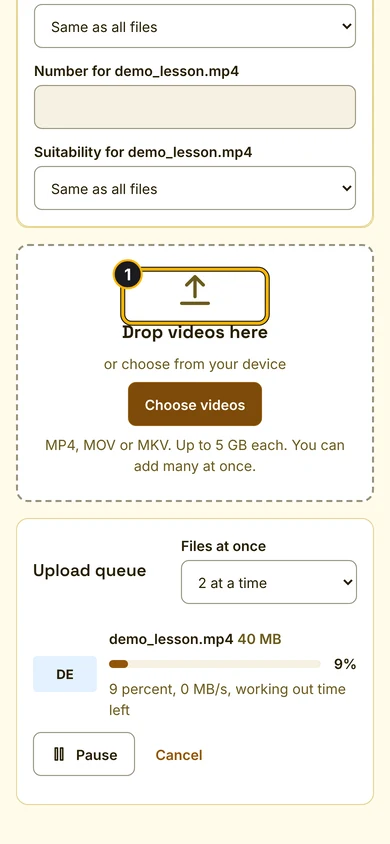 Same as all files
Number for demo_lesson.mp4
Suitability for demo_lesson.mp4
Same as all files
1
Drop videos here
or choose from your device
Choose videos
MP4, MOV or MKV. Up to 5 GB each. You can
add many at once.
Files at once
Upload queue
2 at a time
demo_lesson.mp4 40 MB
DE
9%
9 percent, 0 MB/s, working out time
left
Pause
Cancel